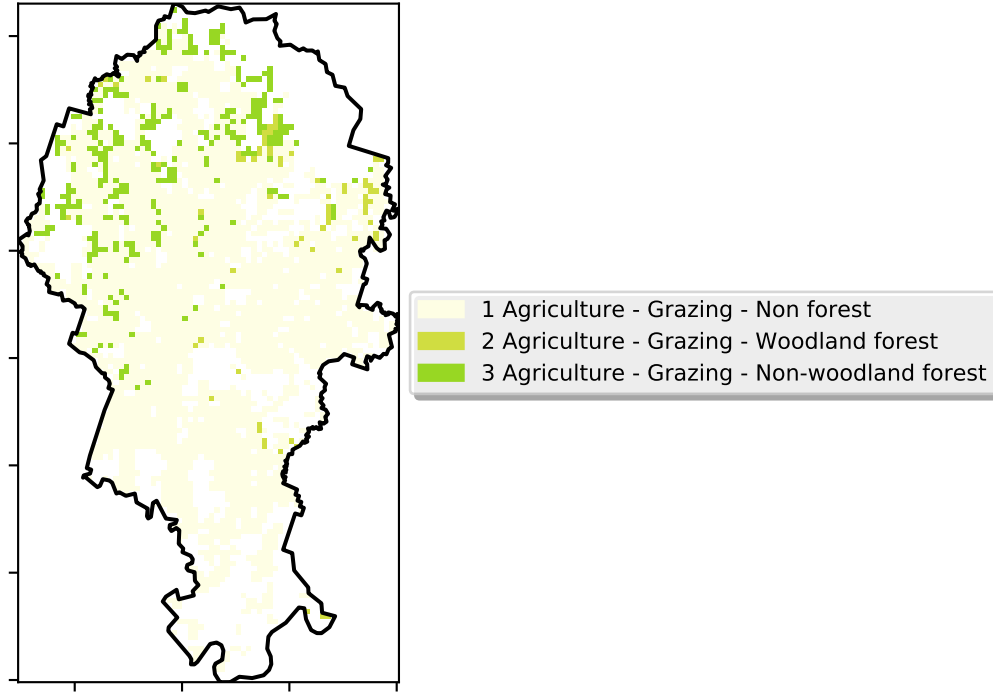 1 Agriculture - Grazing - Non forest
2 Agriculture - Grazing - Woodland forest
3 Agriculture - Grazing - Non-woodland forest